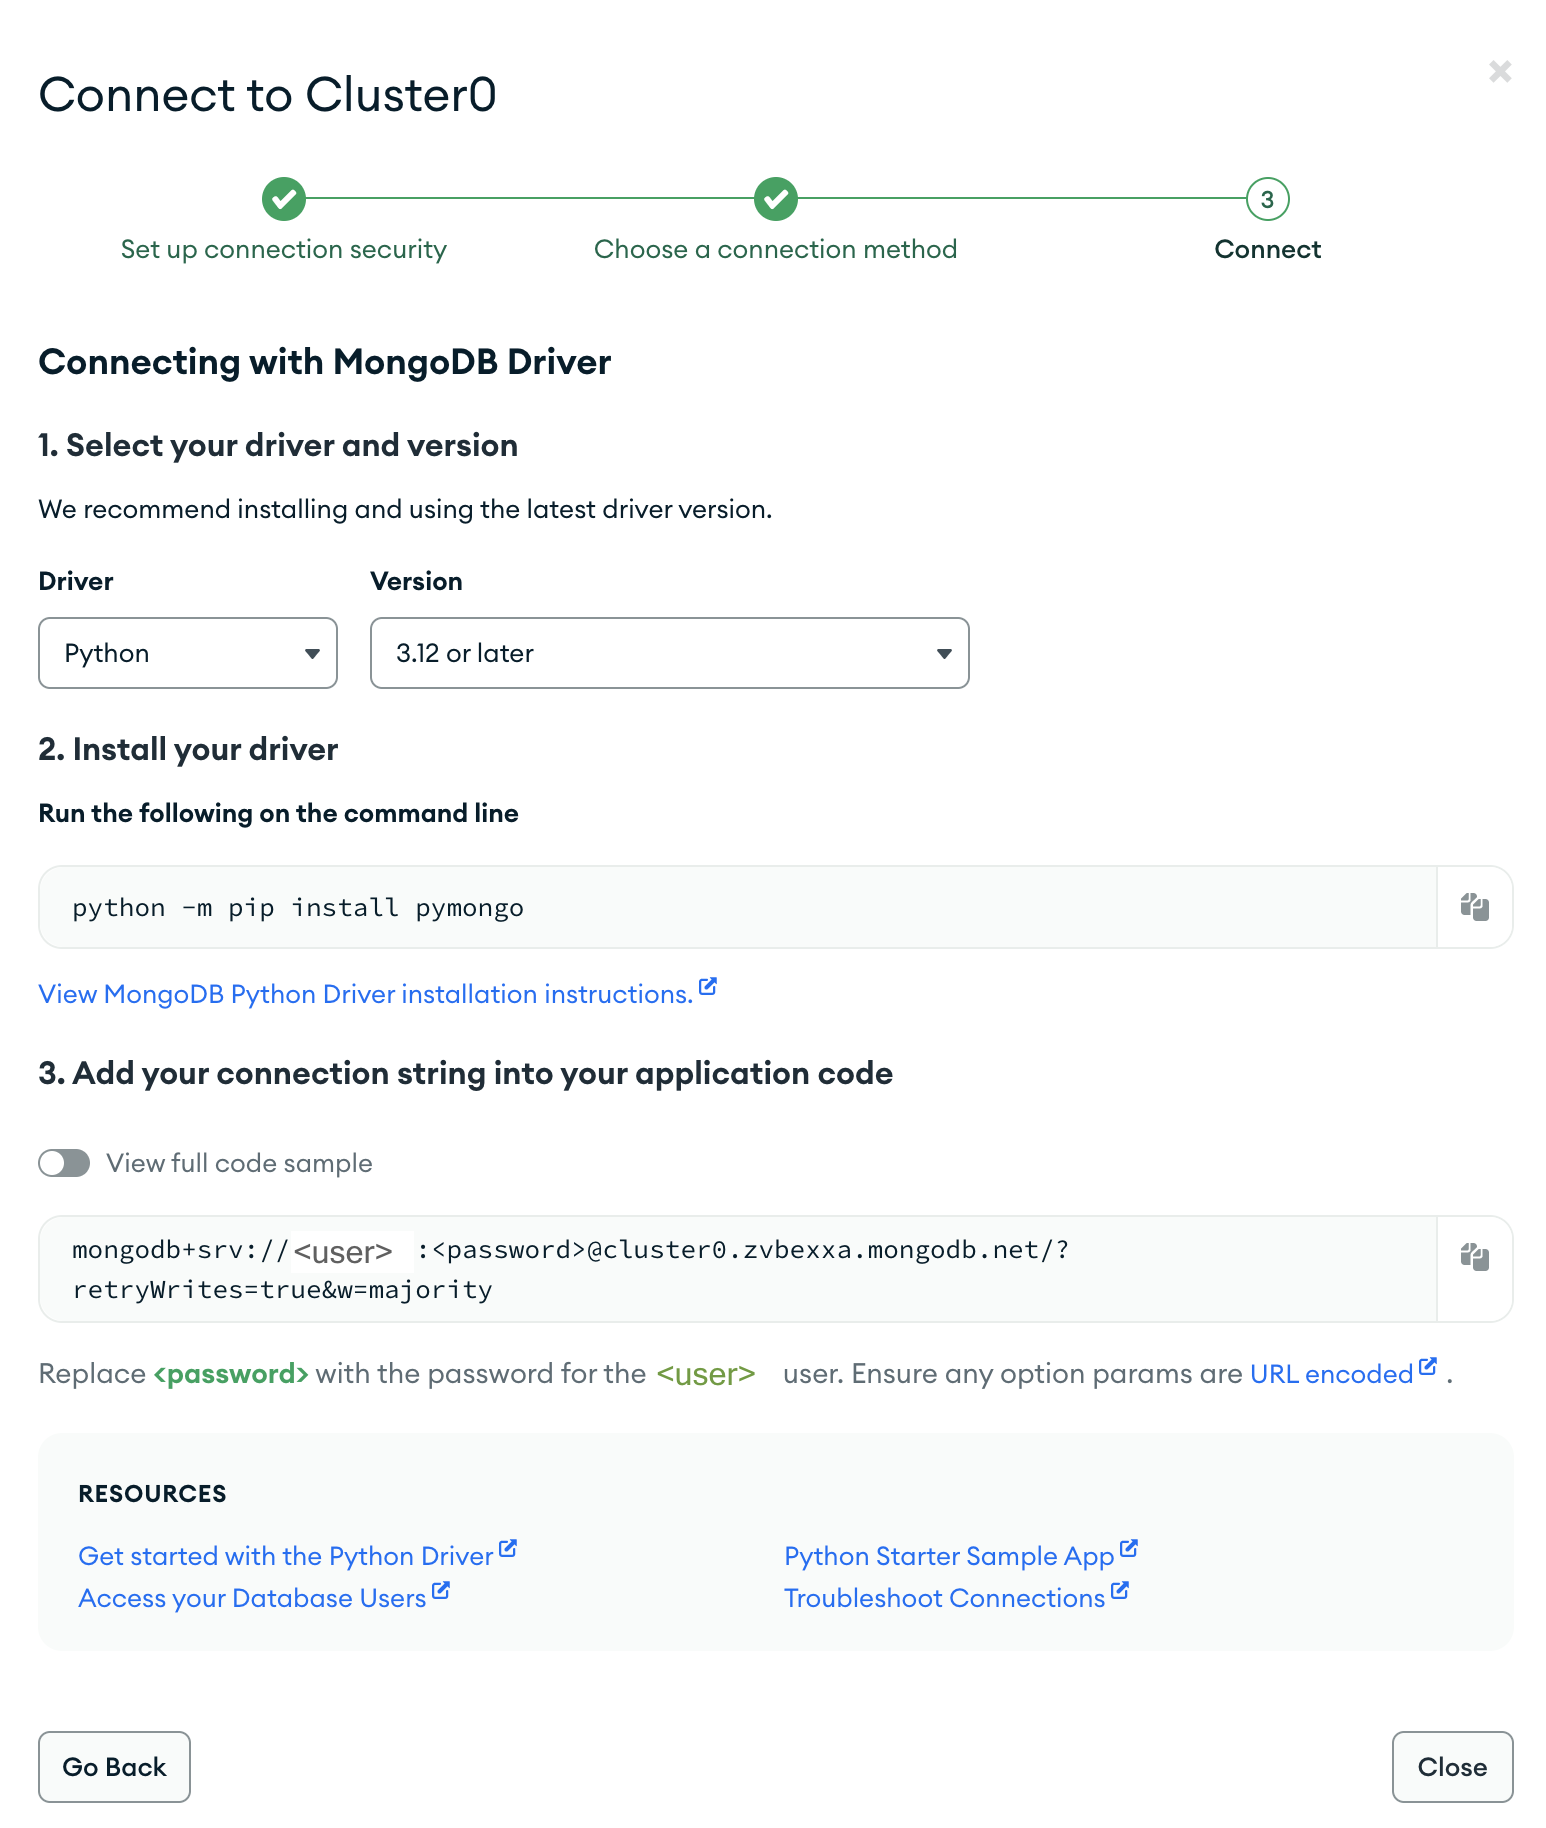 Connect to Cluster0
3
Set up connection security
Choose a connection method
Connect
Connecting with MongoDB Driver
1. Select your driver and version
We recommend installing and using the latest driver version.
Driver
Version
Python
3.12 or later
2. Install your driver
Run the following on the command line
python -m pip install pymongo
View MongoDB Python Driver installation instructions.
3. Add your connection string into your application code
View full code sample
mongodb+srv://<user> :<password>@cluster0.zvbexxa.mongodb.net/?
retryWrites=true&w=majority
Replace <password> with the password for the <user> user. Ensure any option params are URL encoded .
RESOURCES
Get started with the Python Driver
Python Starter Sample App
Access your Database Users
Troubleshoot Connections
Go Back
Close